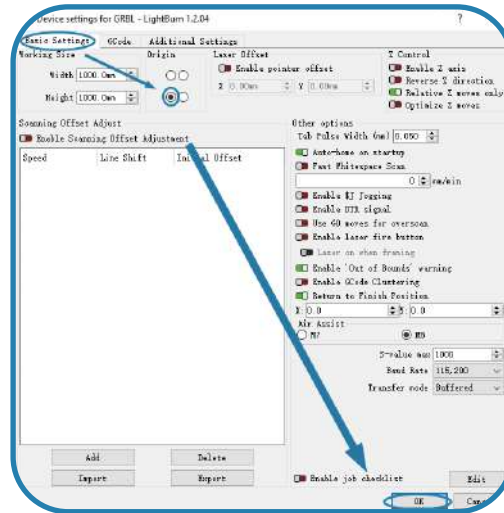 Device settings for GRBL - LightBurn 1.2.04 ?
Basic Settings GCode Additional Settings
Working Size Origin Laser Offset Z Control
Enable pointer offset Enable Z axis
Width 1000.0mm Reverse Z direction
X 0.00mm Y 0.00mm Relative Z moves only
Height 1000.0mm Optimize Z moves
Scanning Offset Adjust Other options
Enable Scanning Offset Adjustment Tab Pulse Width (mm) 0.050
Speed Line Shift Initial Offset Auto-home on startup
Fast Whitespace Scan
0 mm/min
Enable $J Jogging
Enable DTR signal
Use G0 moves for overscan
Enable laser fire button
Laser on when framing
Enable 'Out of Bounds' warning
Enable GCode Clustering
Return to Finish Position
X: 0.0 Y: 0.0
Air Assist
M7 M8
S-value max 1000
Baud Rate 115,200
Transfer mode Buffered
Add Delete
Import Export
Enable job checklist Edit
OK Canc